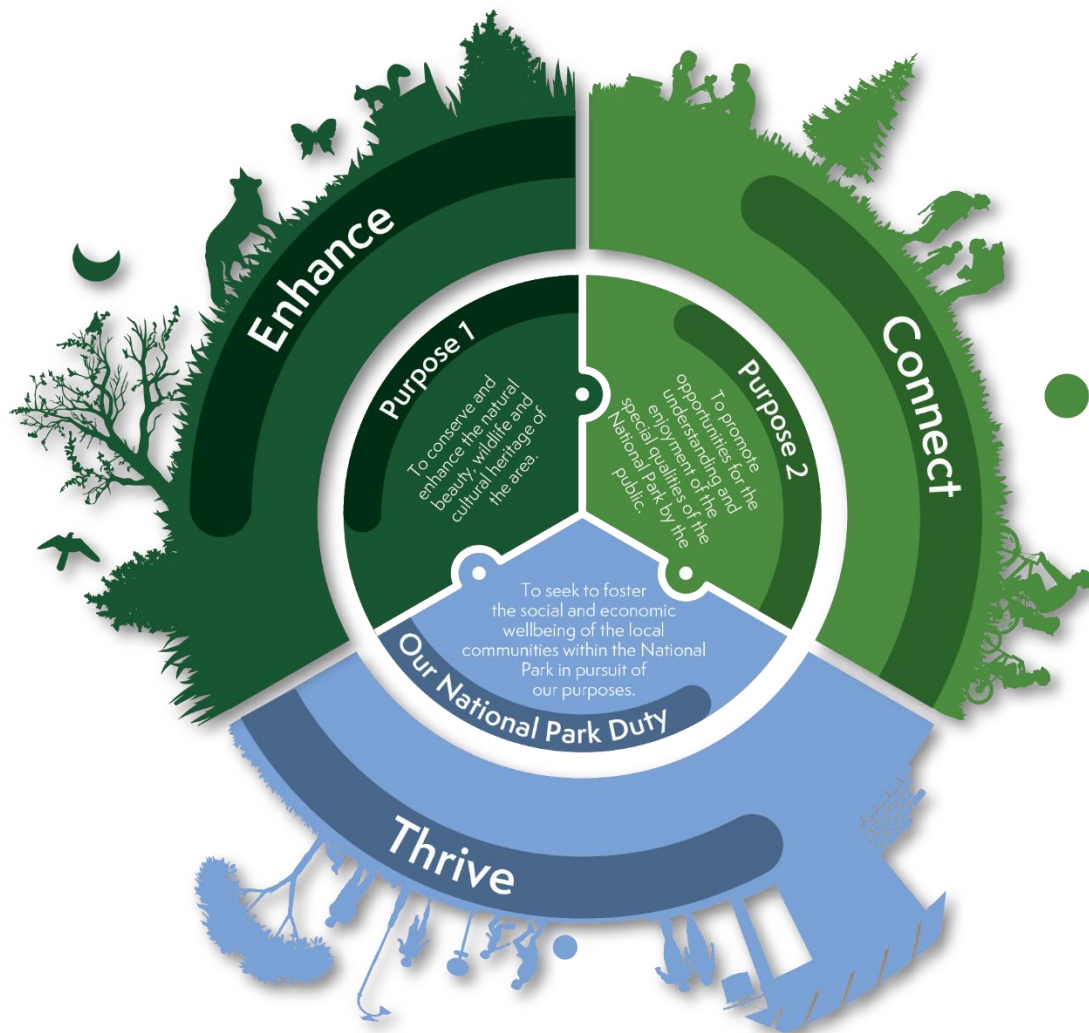 Enhance
Purpose 1
To conserve and
enhance the natural
beauty, wildlife and
cultural heritage of
the area.
Connect
Purpose 2
To promote
opportunities for the
understanding and
enjoyment of the
special qualities of the
National Park by the
public.
To seek to foster
the social and economic
wellbeing of the local
communities within the National
Park in pursuit of
our purposes.
Our National Park Duty
Thrive